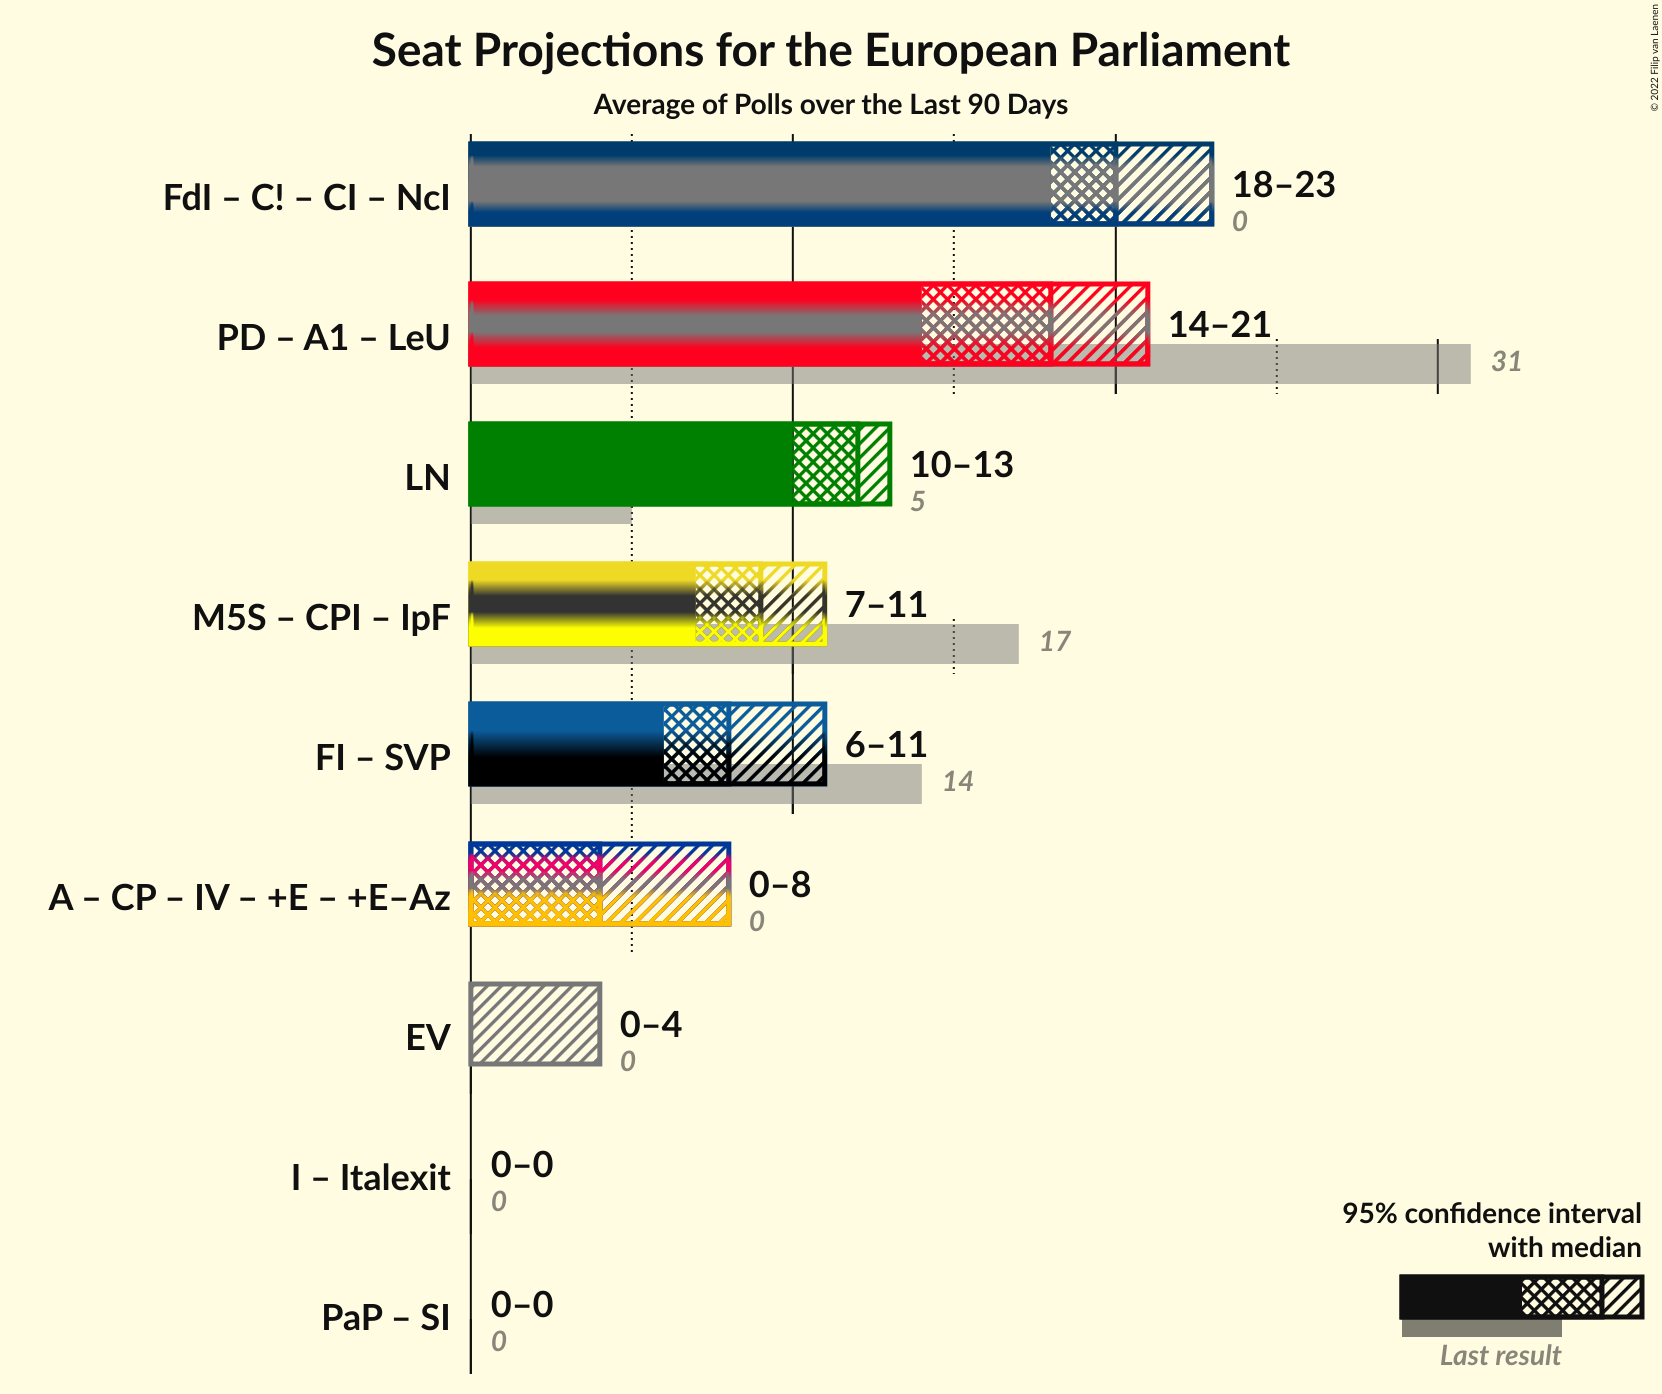 Seat Projections for the European Parliament
Average of Polls over the Last 90 Days
© 2022 Filip van Laenen
FdI – C! – CI – NcI
18–23
0
PD – A1 – LeU
14–21
31
LN
10–13
5
M5S – CPI – IpF
7–11
17
FI – SVP
6–11
14
A – CP – IV – +E – +E–Az
0–8
0
EV
0–4
0
I – Italexit
0–0
0
PaP – SI
0–0
0
95% confidence interval
with median
Last result